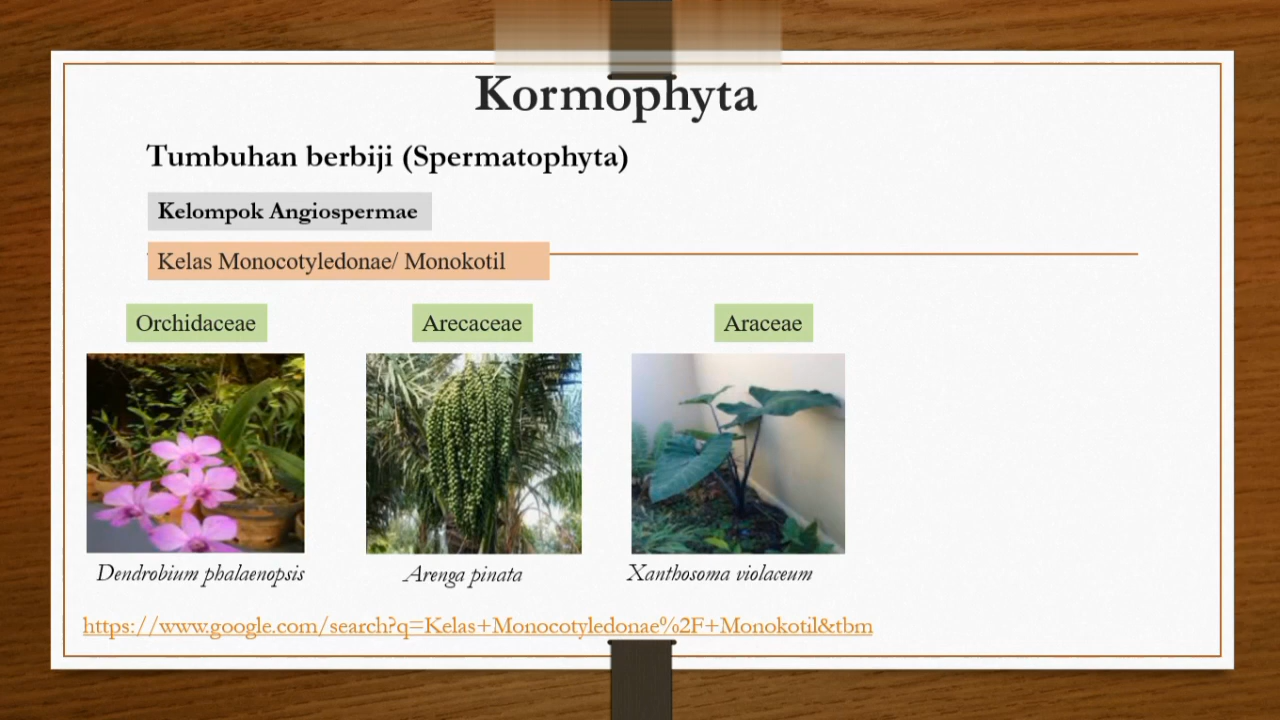 Kormophyta
Tumbuhan berbiji (Spermatophyta)
Kelompok Angiospermae
Kelas Monocotyledonae/ Monokotil
Orchidaceae
Arecaceae
Araceae
Dendrobium phalaenopsis
Arenga pinata
Xanthosoma violaceum
https://www.google.com/search?q=Kelas+Monocotyledonae%2F+Monokotil&tbm